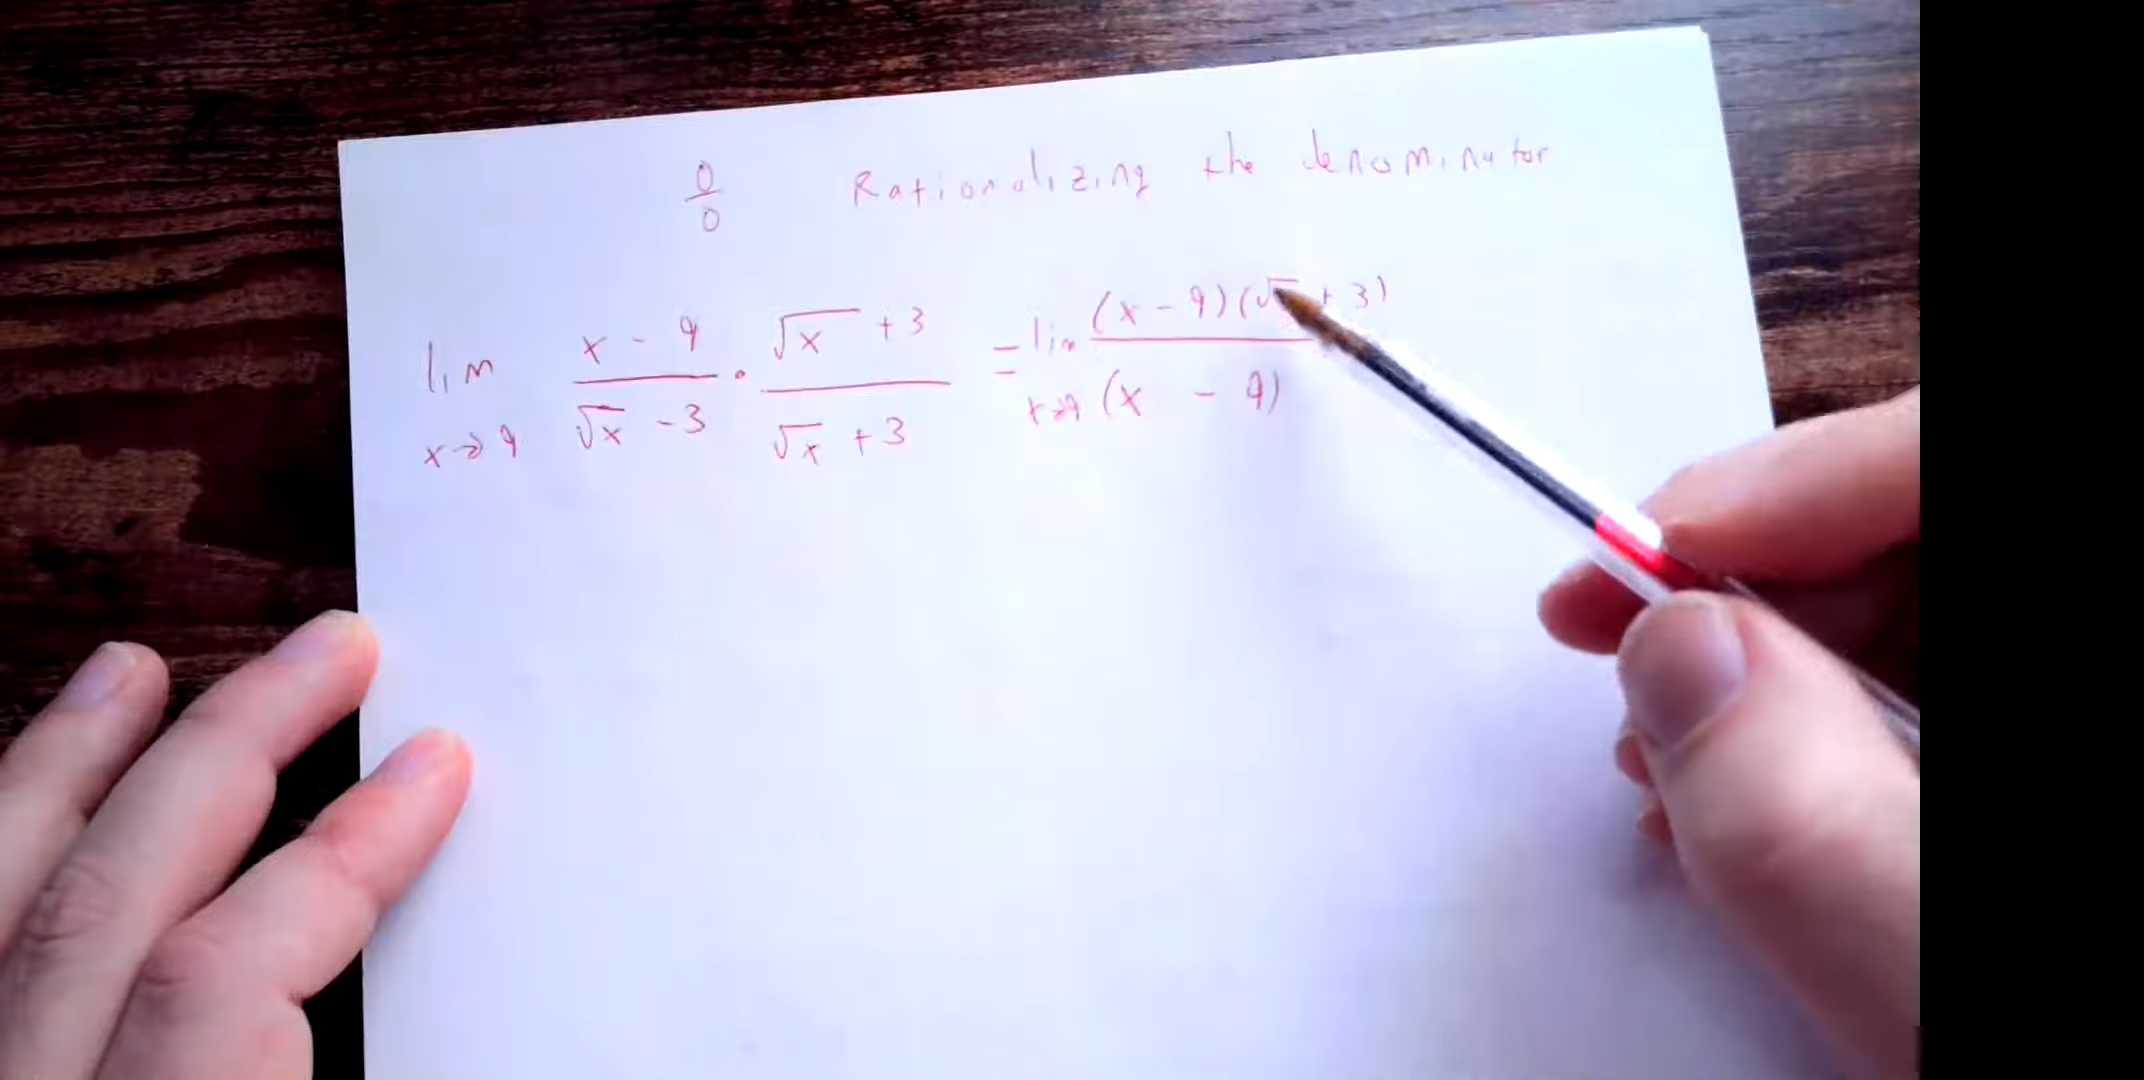 0/0 Rationalizing the denominator
lim x→9 (x - 9)/(√x - 3) · (√x + 3)/(√x + 3) = lim x→9 (x - 9)(√ + 3)/(x - 9)